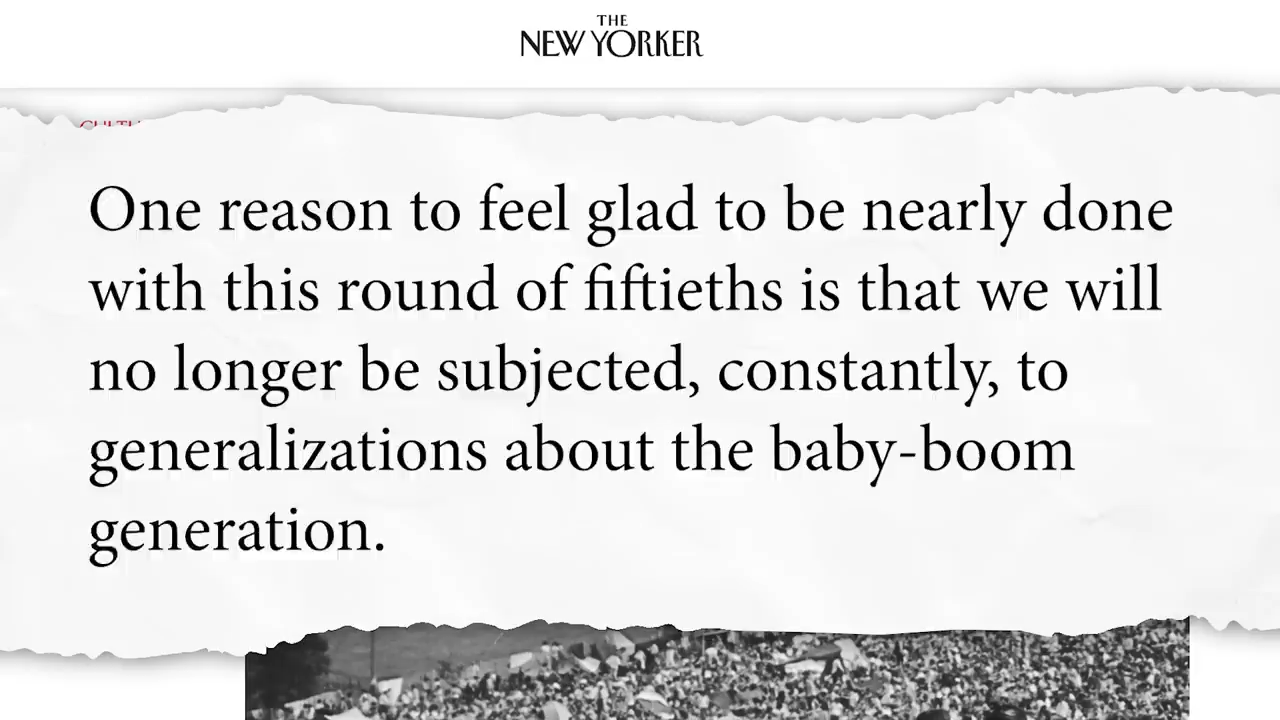 THE
NEW YORKER
One reason to feel glad to be nearly done
with this round of fiftieths is that we will
no longer be subjected, constantly, to
generalizations about the baby-boom
generation.